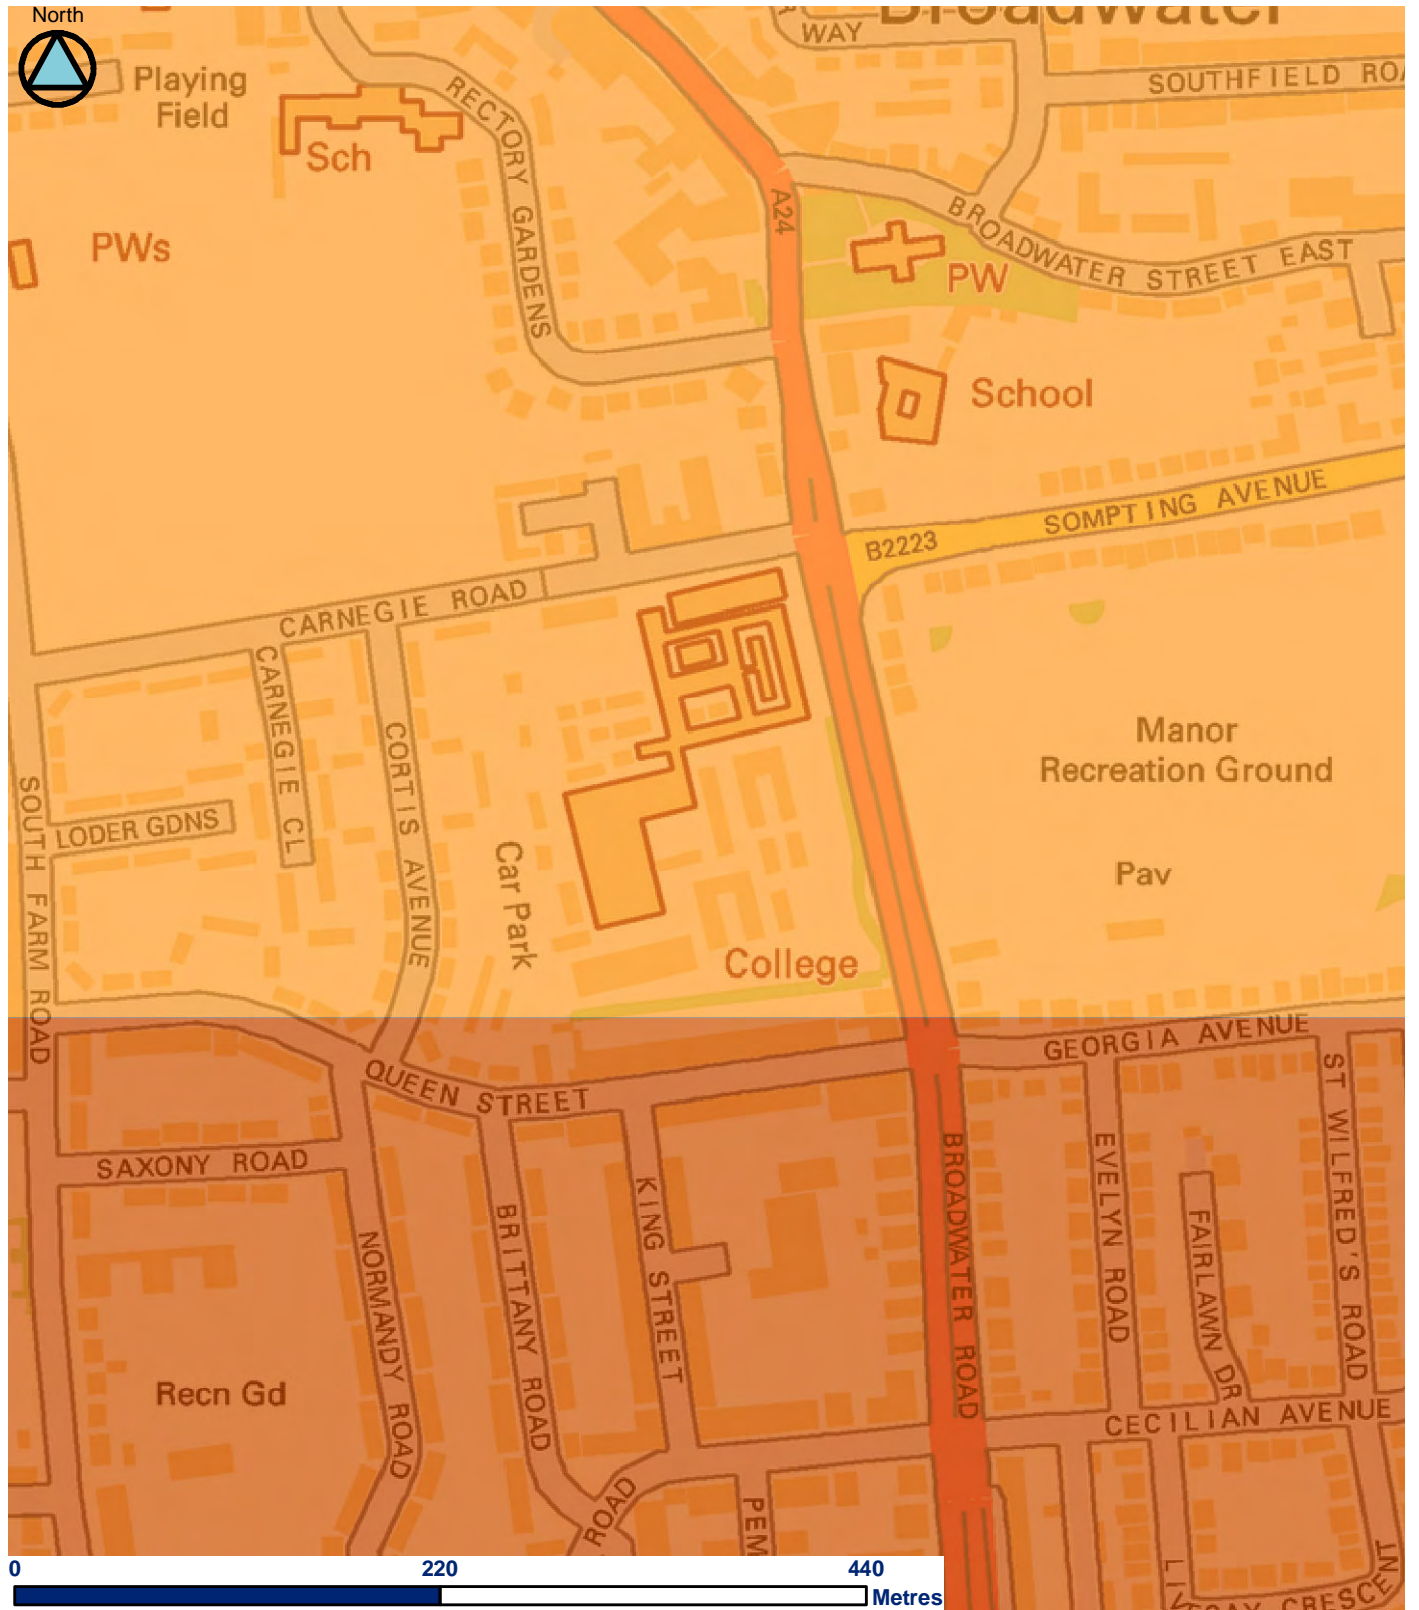 North
Broadwater
WAY
Playing
Field
SOUTHFIELD
RECTORY GARDENS
Sch
A24
BROADWATER STREET EAST
PWs
PW
School
SOMPTING AVENUE
B2223
CARNEGIE ROAD
CARNEGIE CL
CORTIS AVENUE
Manor
Recreation Ground
SOUTH FARM ROAD
LODER GDNS
Car Park
Pav
College
GEORGIA AVENUE
QUEEN STREET
ST WILFRED'S ROAD
SAXONY ROAD
BROADWATER ROAD
EVELYN ROAD
KING STREET
BRITTANY ROAD
NORMANDY ROAD
FAIRLAWN DR
Recn Gd
CECILIAN AVENUE
ROAD
PEM
0 220 440
Metres